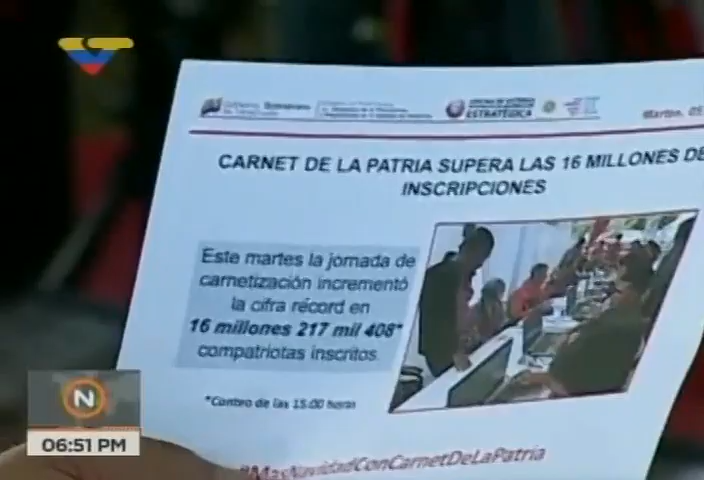 Gobierno Bolivariano
de Venezuela
ESTRATÉGICA
Martes, 05
CARNET DE LA PATRIA SUPERA LAS 16 MILLONES DE
INSCRIPCIONES
Este martes la jornada de
carnetización incrementó
la cifra récord en
16 millones 217 mil 408*
compatriotas inscritos.
*Contro de las 15:00 horas
#MasNavidadConCarnetDeLaPatria
N
06:51 PM